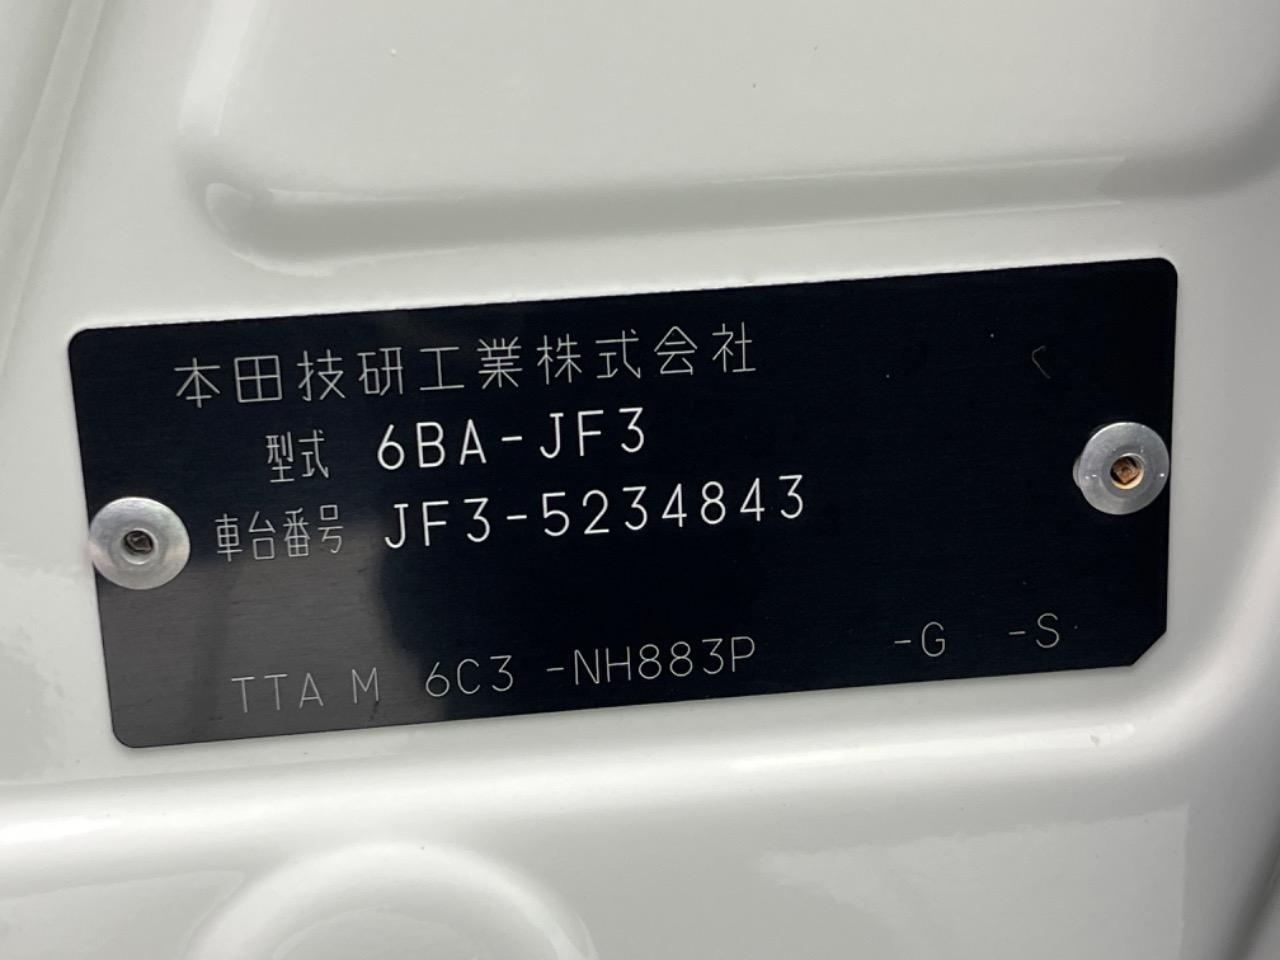 本田技研工業株式会社
型式 6BA-JF3
車台番号 JF3-5234843
TTA M 6C3 -NH883P -G -S